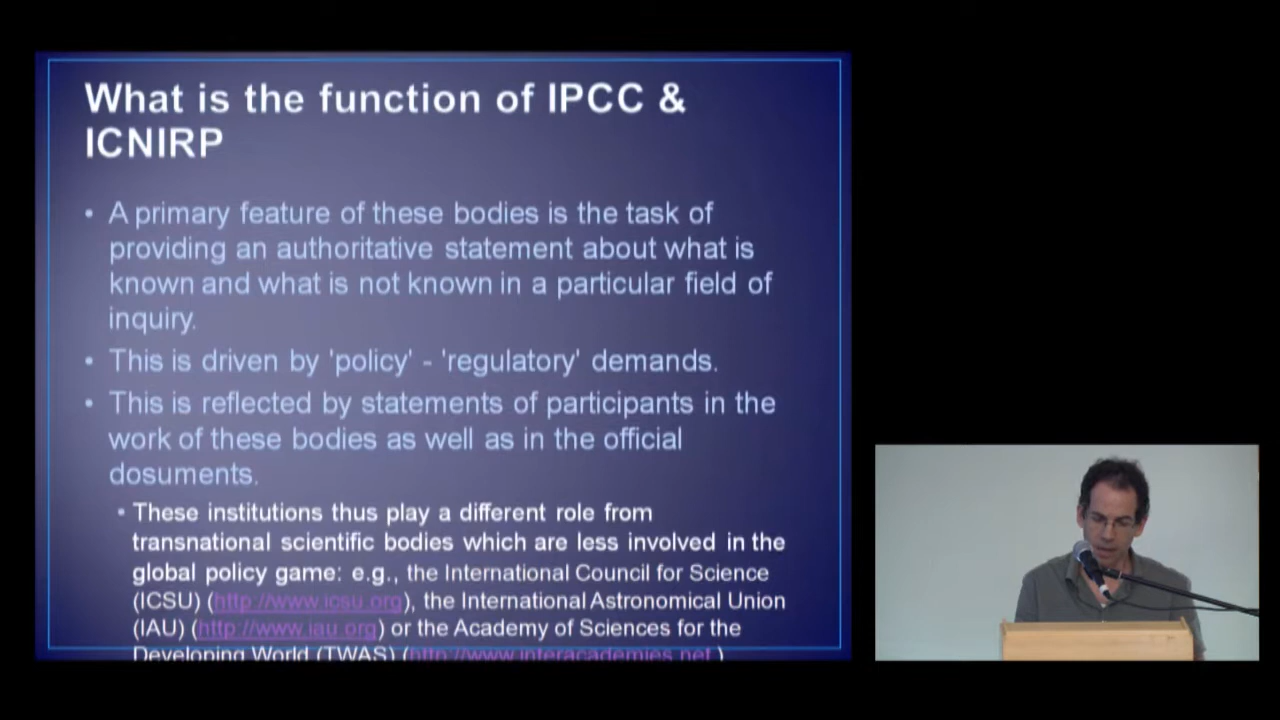 What is the function of IPCC &
ICNIRP
• A primary feature of these bodies is the task of
providing an authoritative statement about what is
known and what is not known in a particular field of
inquiry.
• This is driven by 'policy' - 'regulatory' demands.
• This is reflected by statements of participants in the
work of these bodies as well as in the official
dosuments.
• These institutions thus play a different role from
transnational scientific bodies which are less involved in the
global policy game: e.g., the International Council for Science
(ICSU) (http://www.icsu.org), the International Astronomical Union
(IAU) (http://www.iau.org) or the Academy of Sciences for the
Developing World (TWAS) (http://www.interacademies.net )